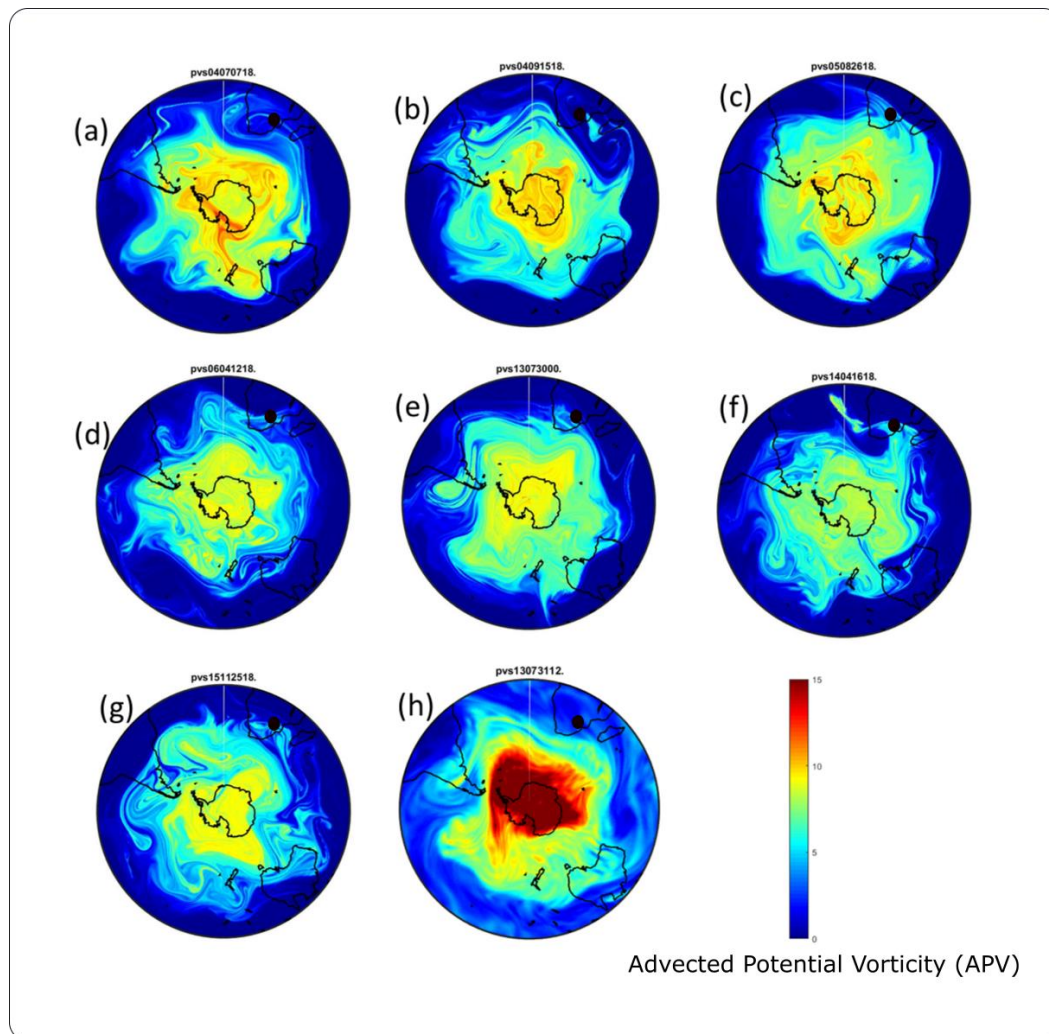 pvs04070718.
pvs04091518.
pvs05082618.
(a)
(b)
(c)
pvs06041218.
pvs13073000.
pvs14041618.
(d)
(e)
(f)
pvs15112518.
pvs13073112.
(g)
(h)
15
10
5
0
Advected Potential Vorticity (APV)